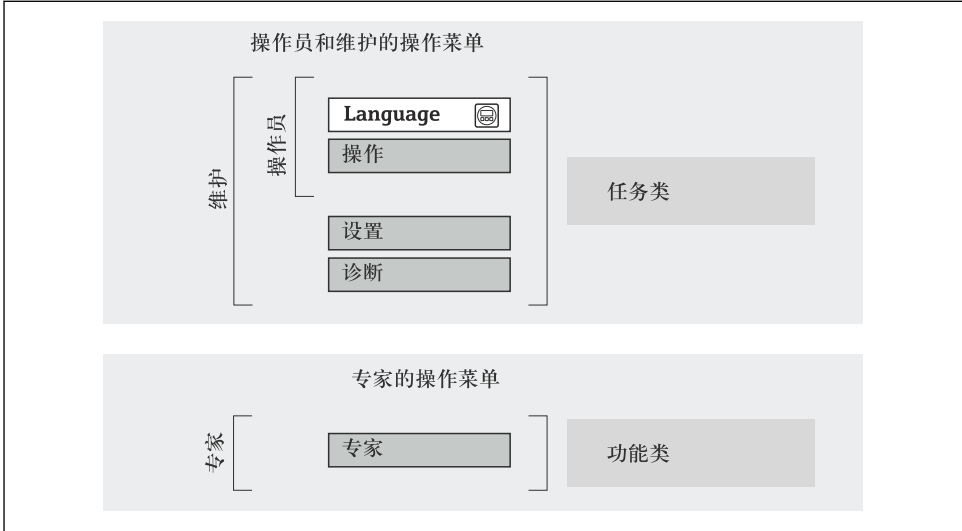 操作员和维护的操作菜单
维护
操作员
Language
操作
任务类
设置
诊断
专家的操作菜单
专家
专家
功能类